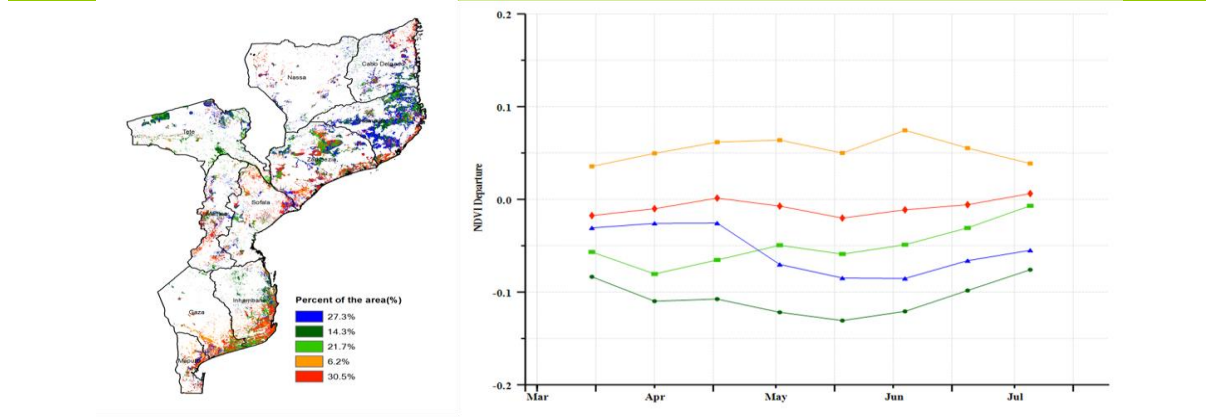 Nassa
Cabo Delgado
Tete
Zambezia
Sofala
Inhambane
Gaza
Maputo
Percent of the area(%)
27.3%
14.3%
21.7%
6.2%
30.5%
NDVI Departure
0.2
0.1
0.0
-0.1
-0.2
Mar Apr May Jun Jul